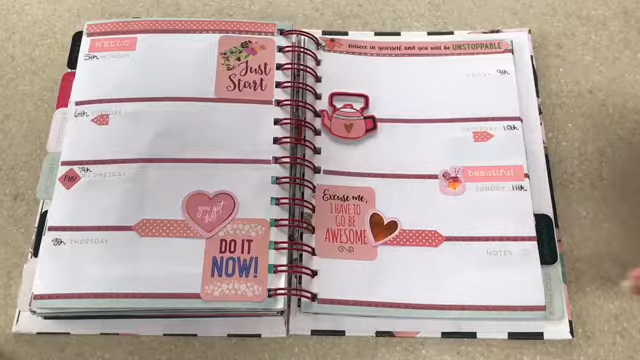 HELLO
5th MONDAY
Just
Start
6th TUESDAY
7th
WEDNESDAY
you got
this!
8th THURSDAY
DO IT
NOW!
Believe in yourself and you will be UNSTOPPABLE
FRIDAY 9th
SATURDAY 10th
beautiful
SUNDAY 11th
Excuse me,
I HAVE TO
GO BE
AWESOME
NOTES